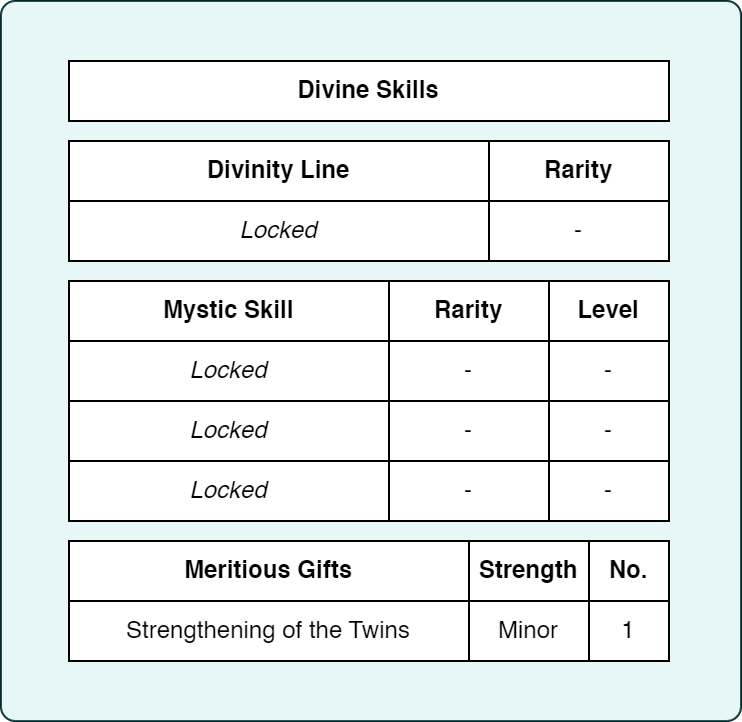 Divine Skills
Divinity Line Rarity
Locked -
Mystic Skill Rarity Level
Locked - -
Locked - -
Locked - -
Meritious Gifts Strength No.
Strengthening of the Twins Minor 1